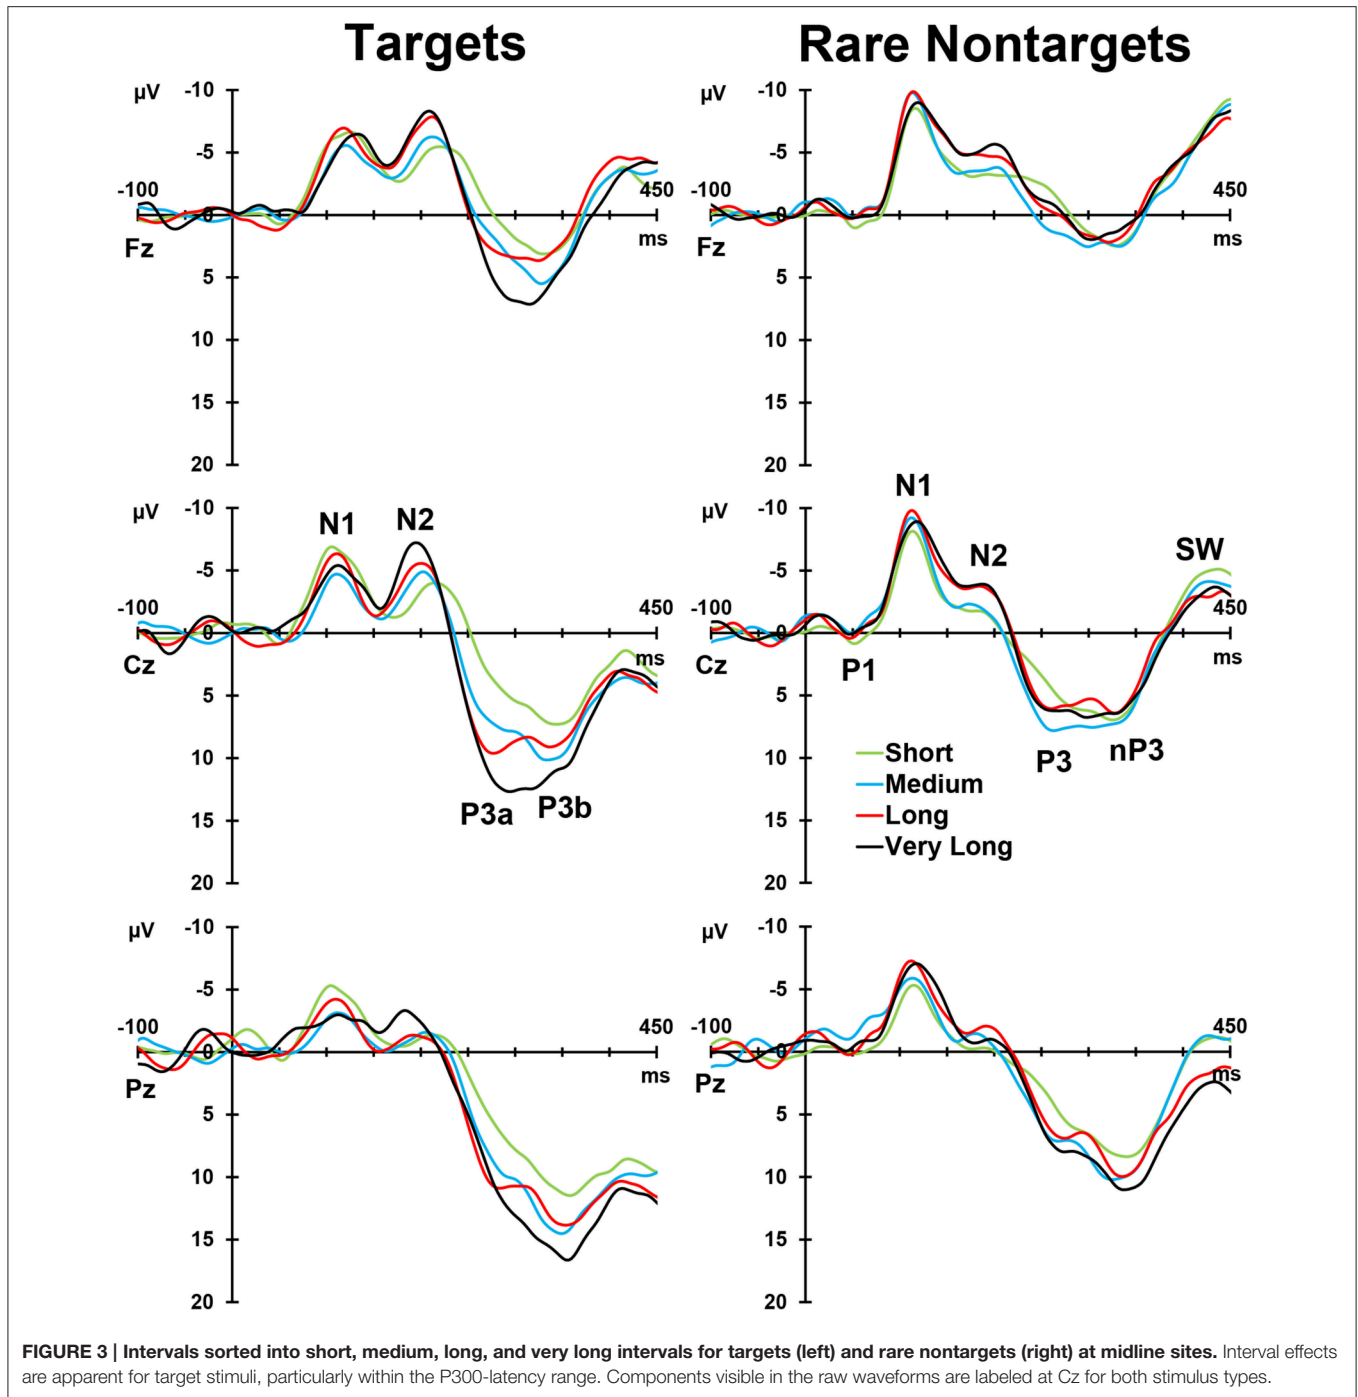 Targets
Rare Nontargets
µV
-10
-5
-100
0
450
ms
Fz
5
10
15
20
µV
-10
-5
-100
0
450
ms
Fz
5
10
15
20
µV
-10
N1
N2
-5
-100
0
450
ms
Cz
5
10
P3a
P3b
15
20
µV
-10
N1
-5
N2
SW
-100
0
450
ms
Cz
P1
5
P3
nP3
10
15
20
Short
Medium
Long
Very Long
µV
-10
-5
-100
0
450
ms
Pz
5
10
15
20
µV
-10
-5
-100
0
450
ms
Pz
5
10
15
20
FIGURE 3 | Intervals sorted into short, medium, long, and very long intervals for targets (left) and rare nontargets (right) at midline sites. Interval effects
are apparent for target stimuli, particularly within the P300-latency range. Components visible in the raw waveforms are labeled at Cz for both stimulus types.